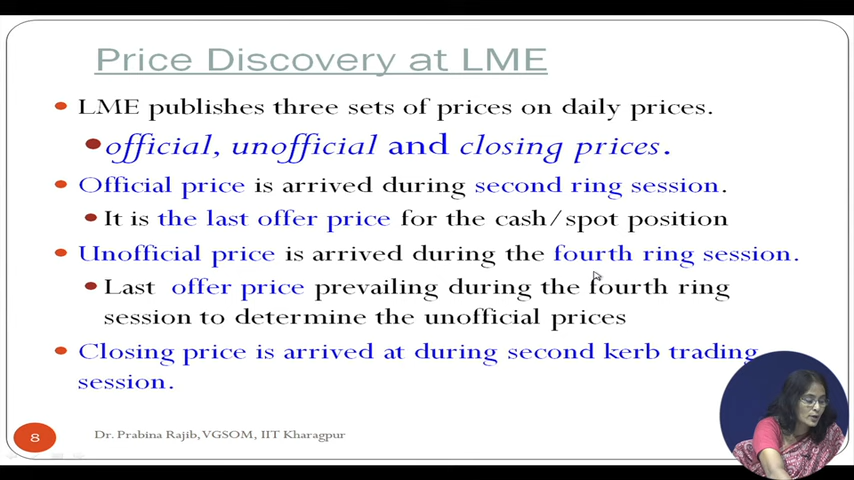 Price Discovery at LME
LME publishes three sets of prices on daily prices.
official, unofficial and closing prices.
Official price is arrived during second ring session.
It is the last offer price for the cash/spot position
Unofficial price is arrived during the fourth ring session.
Last offer price prevailing during the fourth ring
session to determine the unofficial prices
Closing price is arrived at during second kerb trading
session.
8
Dr. Prabina Rajib, VGSOM, IIT Kharagpur